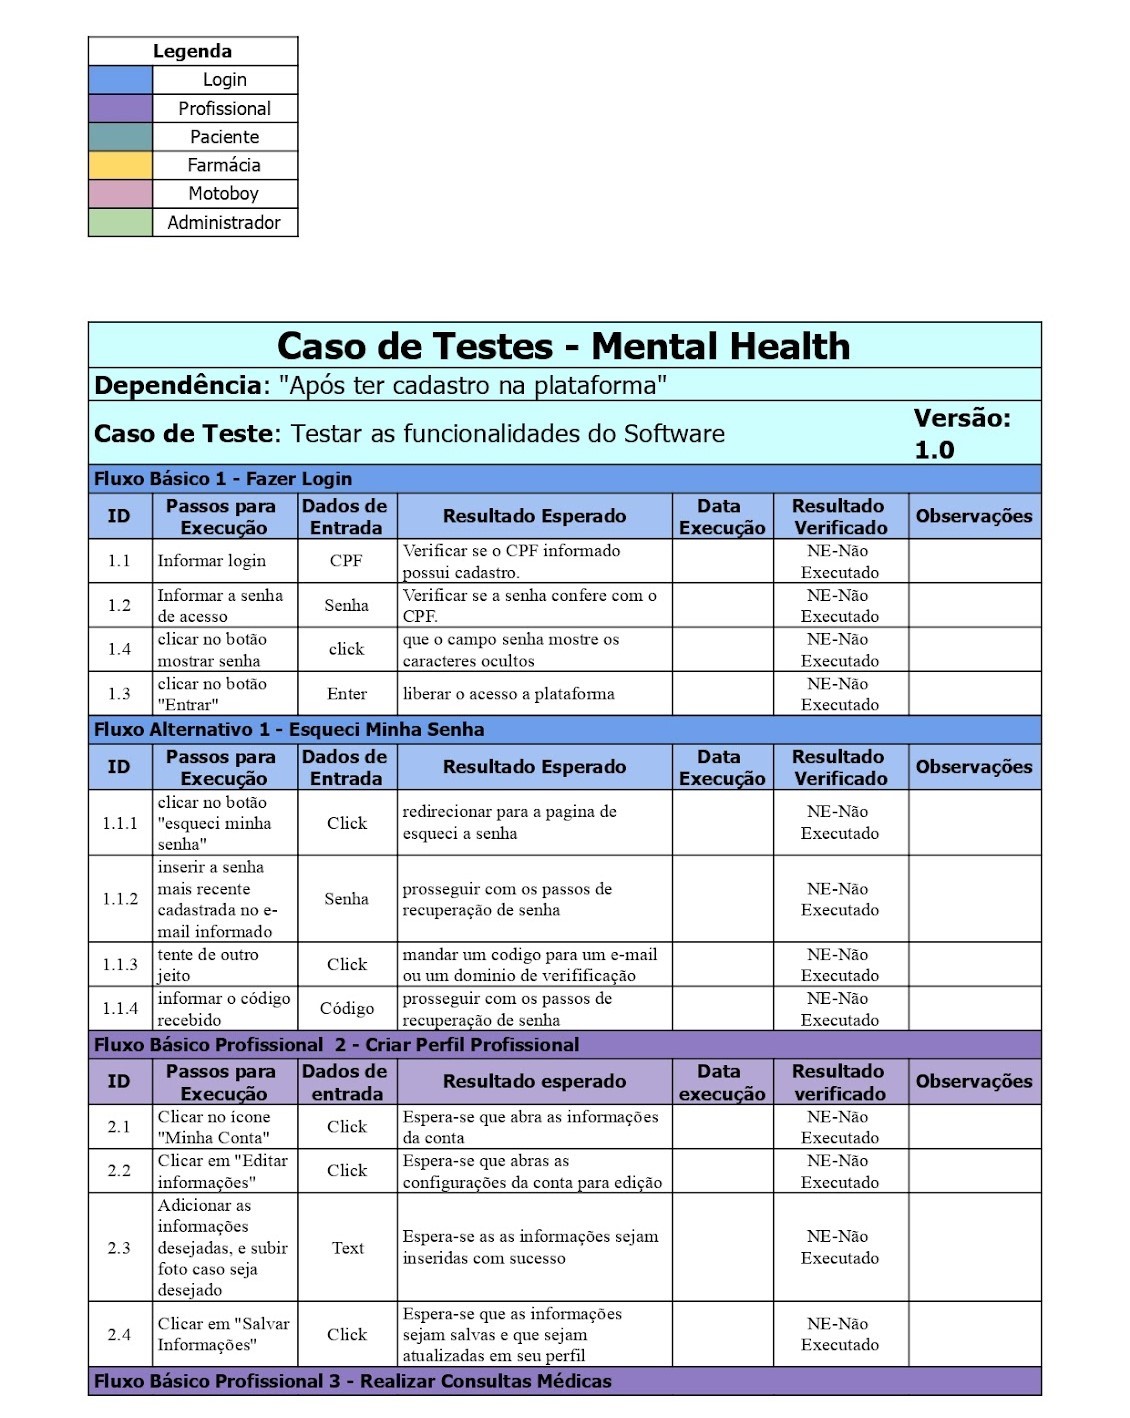 Legenda
Login
Profissional
Paciente
Farmácia
Motoboy
Administrador
Caso de Testes - Mental Health
Dependência: "Após ter cadastro na plataforma"
Caso de Teste: Testar as funcionalidades do Software
Versão:
1.0
Fluxo Básico 1 - Fazer Login
ID
Passos para
Execução
Dados de
Entrada
Resultado Esperado
Data
Execução
Resultado
Verificado
Observações
1.1
Informar login
CPF
Verificar se o CPF informado
possui cadastro.
NE-Não
Executado
1.2
Informar a senha
de acesso
Senha
Verificar se a senha confere com o
CPF.
NE-Não
Executado
1.4
clicar no botão
mostrar senha
click
que o campo senha mostre os
caracteres ocultos
NE-Não
Executado
1.3
clicar no botão
"Entrar"
Enter
liberar o acesso a plataforma
NE-Não
Executado
Fluxo Alternativo 1 - Esqueci Minha Senha
ID
Passos para
Execução
Dados de
Entrada
Resultado Esperado
Data
Execução
Resultado
Verificado
Observações
1.1.1
clicar no botão
"esqueci minha
senha"
Click
redirecionar para a pagina de
esqueci a senha
NE-Não
Executado
1.1.2
inserir a senha
mais recente
cadastrada no e-
mail informado
Senha
prosseguir com os passos de
recuperação de senha
NE-Não
Executado
1.1.3
tente de outro
jeito
Click
mandar um codigo para um e-mail
ou um dominio de verifificação
NE-Não
Executado
1.1.4
informar o código
recebido
Código
prosseguir com os passos de
recuperação de senha
NE-Não
Executado
Fluxo Básico Profissional  2 - Criar Perfil Profissional
ID
Passos para
Execução
Dados de
entrada
Resultado esperado
Data
execução
Resultado
verificado
Observações
2.1
Clicar no ícone
"Minha Conta"
Click
Espera-se que abra as informações
da conta
NE-Não
Executado
2.2
Clicar em "Editar
informações"
Click
Espera-se que abras as
configurações da conta para edição
NE-Não
Executado
2.3
Adicionar as
informações
desejadas, e subir
foto caso seja
desejado
Text
Espera-se as as informações sejam
inseridas com sucesso
NE-Não
Executado
2.4
Clicar em "Salvar
Informações"
Click
Espera-se que as informações
sejam salvas e que sejam
atualizadas em seu perfil
NE-Não
Executado
Fluxo Básico Profissional 3 - Realizar Consultas Médicas